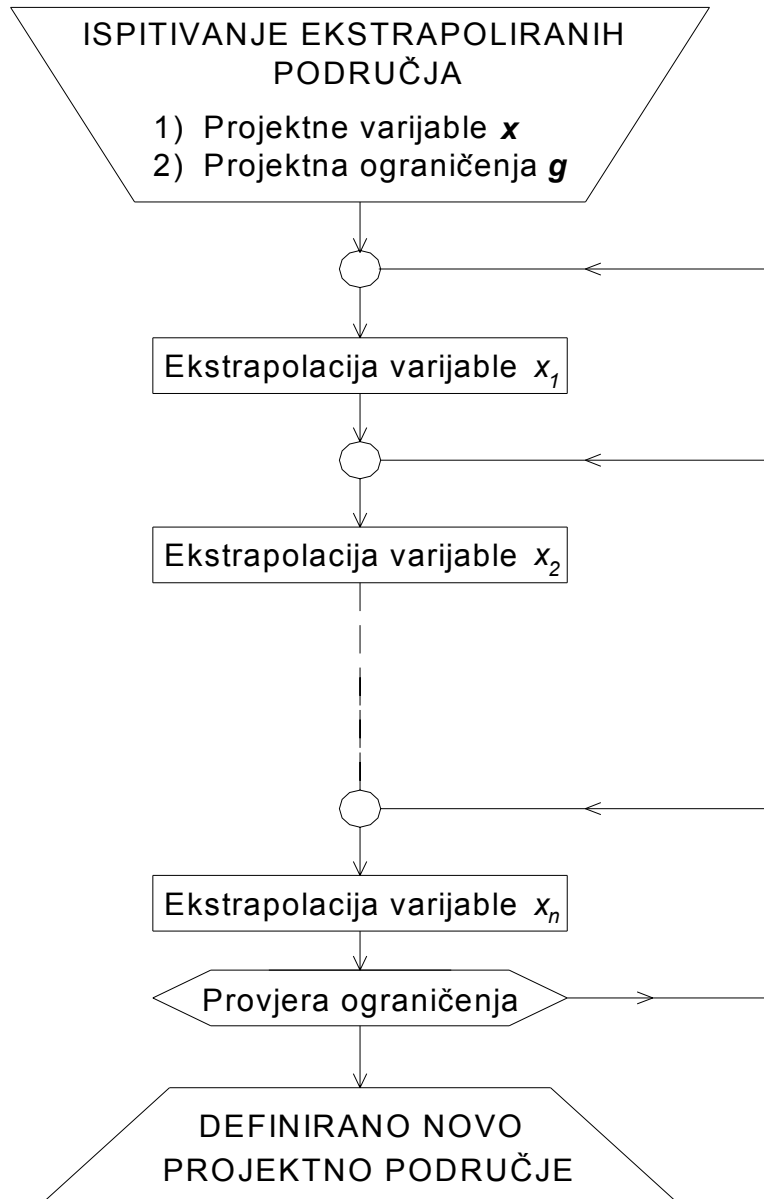 ISPITIVANJE EKSTRAPOLIRANIH
PODRUČJA
1) Projektne varijable x
2) Projektna ograničenja g
Ekstrapolacija varijable x₁
Ekstrapolacija varijable x₂
Ekstrapolacija varijable xₙ
Provjera ograničenja
DEFINIRANO NOVO
PROJEKTNO PODRUČJE